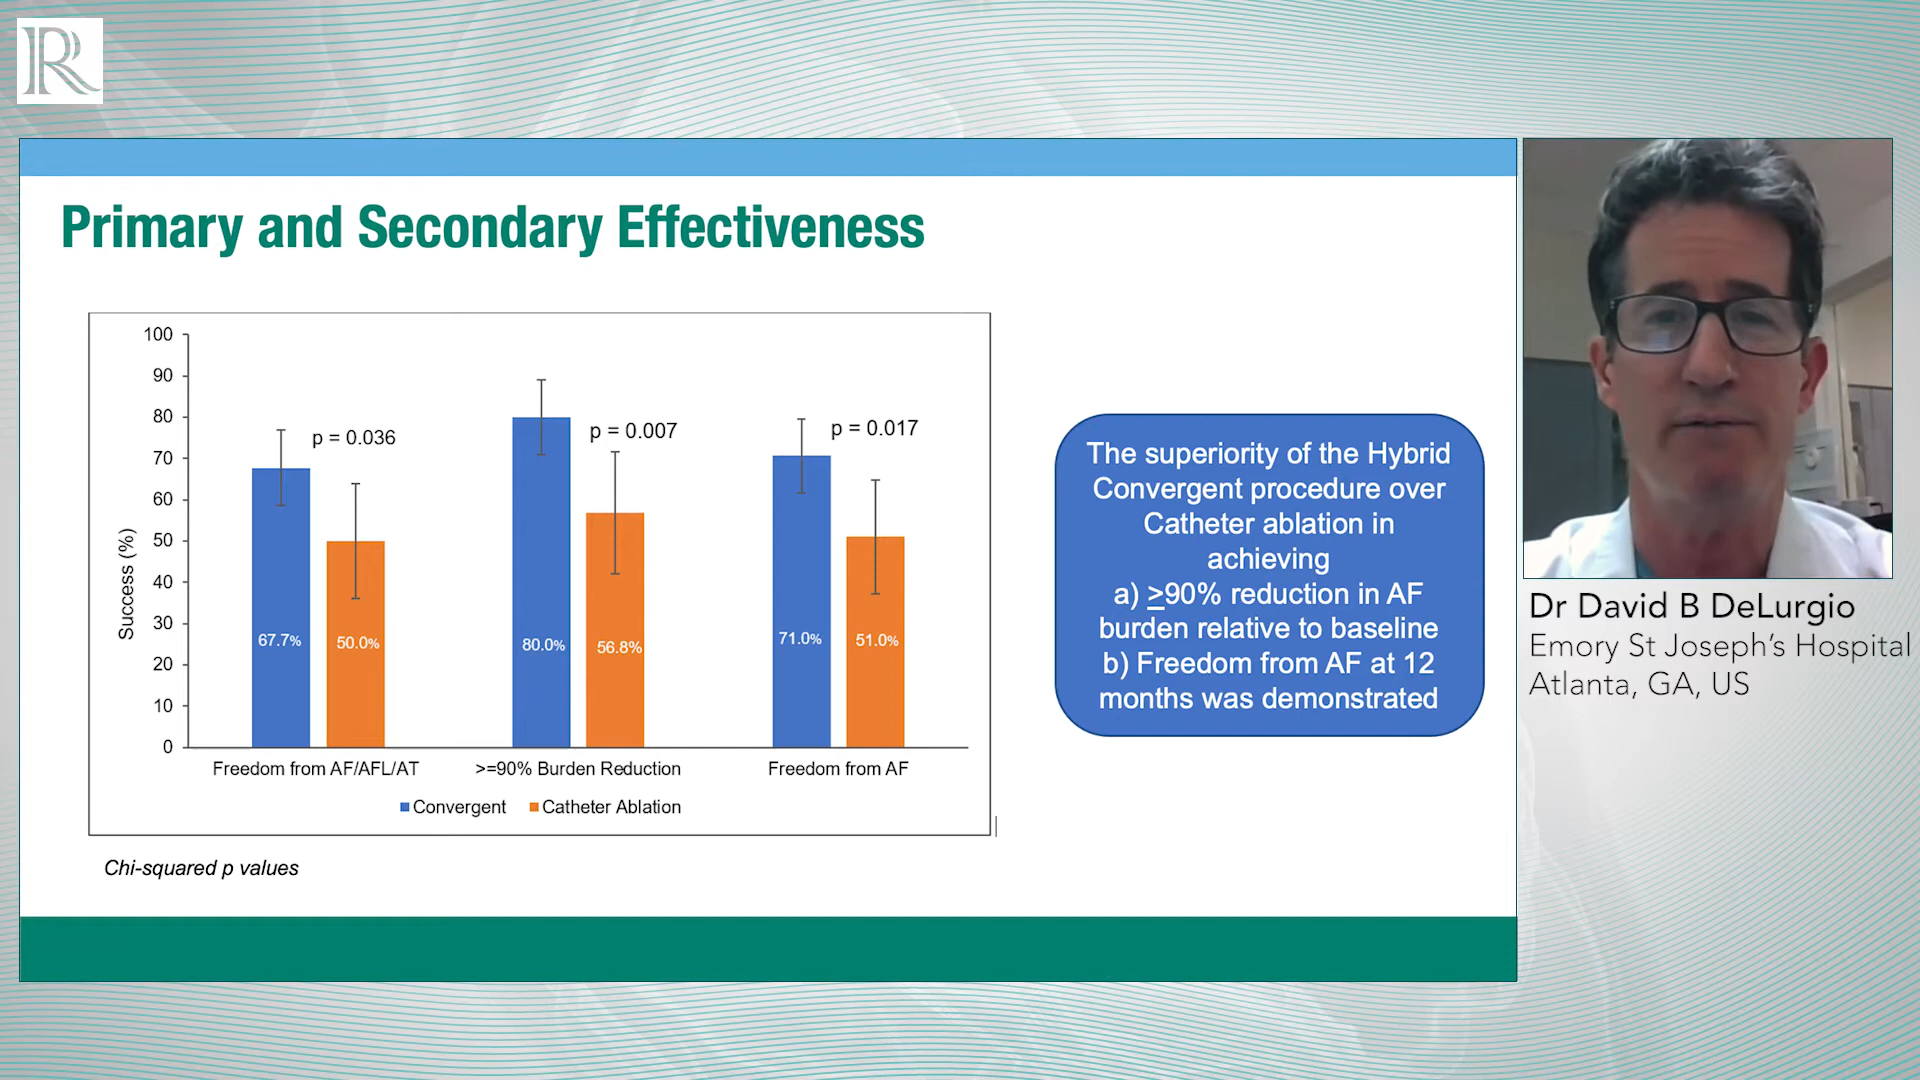 R
Primary and Secondary Effectiveness
100
90
80
70
60
50
40
30
20
10
0
Success (%)
p = 0.036
p = 0.007
p = 0.017
67.7%
50.0%
80.0%
56.8%
71.0%
51.0%
Freedom from AF/AFL/AT
>=90% Burden Reduction
Freedom from AF
Convergent
Catheter Ablation
Chi-squared p values
The superiority of the Hybrid
Convergent procedure over
Catheter ablation in
achieving
a) ≥90% reduction in AF
burden relative to baseline
b) Freedom from AF at 12
months was demonstrated
Dr David B DeLurgio
Emory St Joseph’s Hospital
Atlanta, GA, US